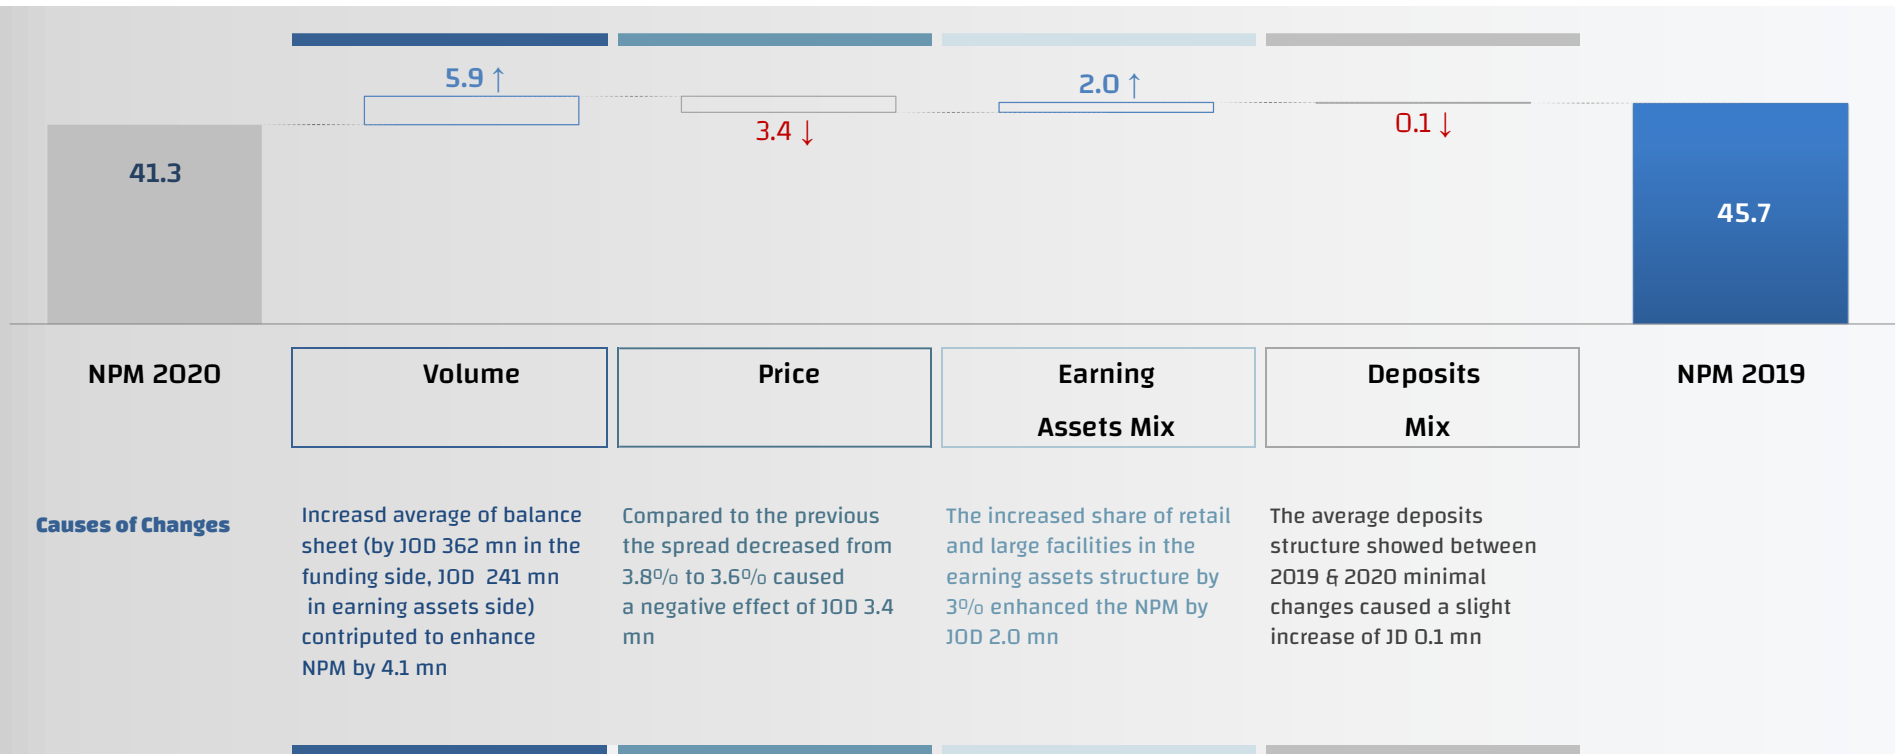 5.9 ↑
3.4 ↓
2.0 ↑
0.1 ↓
41.3
45.7
NPM 2020
Volume
Price
Earning
Assets Mix
Deposits
Mix
NPM 2019
Causes of Changes
Increasd average of balance
sheet (by JOD 362 mn in the
funding side, JOD  241 mn
in earning assets side)
contriputed to enhance
NPM by 4.1 mn
Compared to the previous
the spread decreased from
3.8% to 3.6% caused
a negative effect of JOD 3.4
mn
The increased share of retail
and large facilities in the
earning assets structure by
3% enhanced the NPM by
JOD 2.0 mn
The average deposits
structure showed between
2019 & 2020 minimal
changes caused a slight
increase of JD 0.1 mn